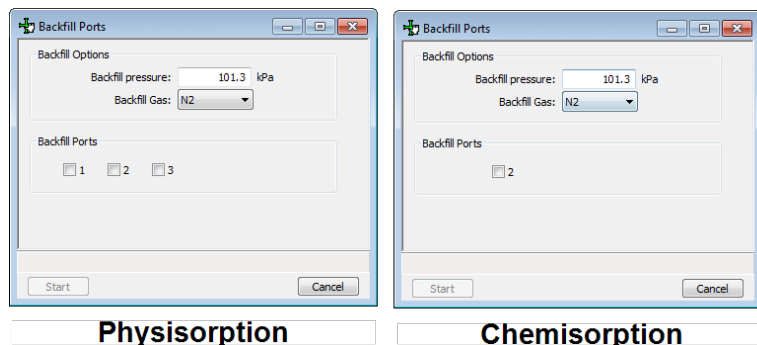 Backfill Ports
Backfill Options
Backfill pressure: 101.3 kPa
Backfill Gas: N2
Backfill Ports
1 2 3
Start Cancel
Physisorption
Backfill Ports
Backfill Options
Backfill pressure: 101.3 kPa
Backfill Gas: N2
Backfill Ports
2
Start Cancel
Chemisorption